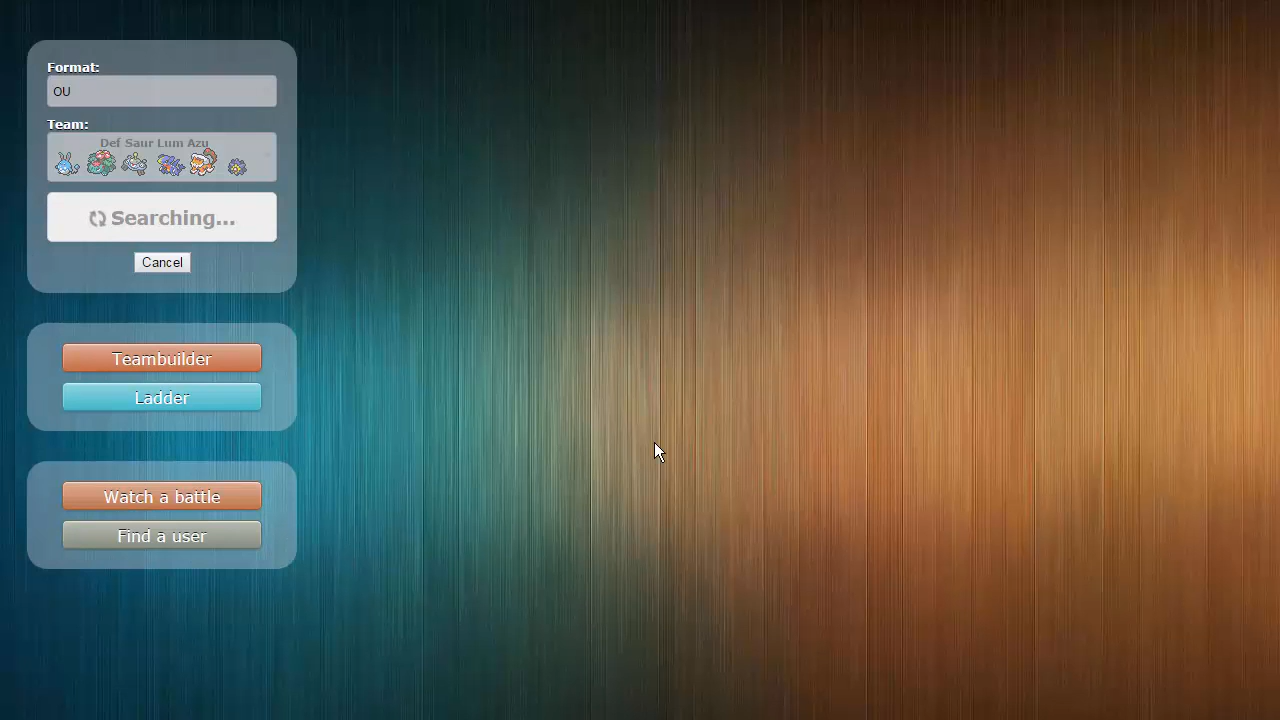 Format:
OU
Team:
Def Saur Lum Azu
Searching...
Cancel
Teambuilder
Ladder
Watch a battle
Find a user